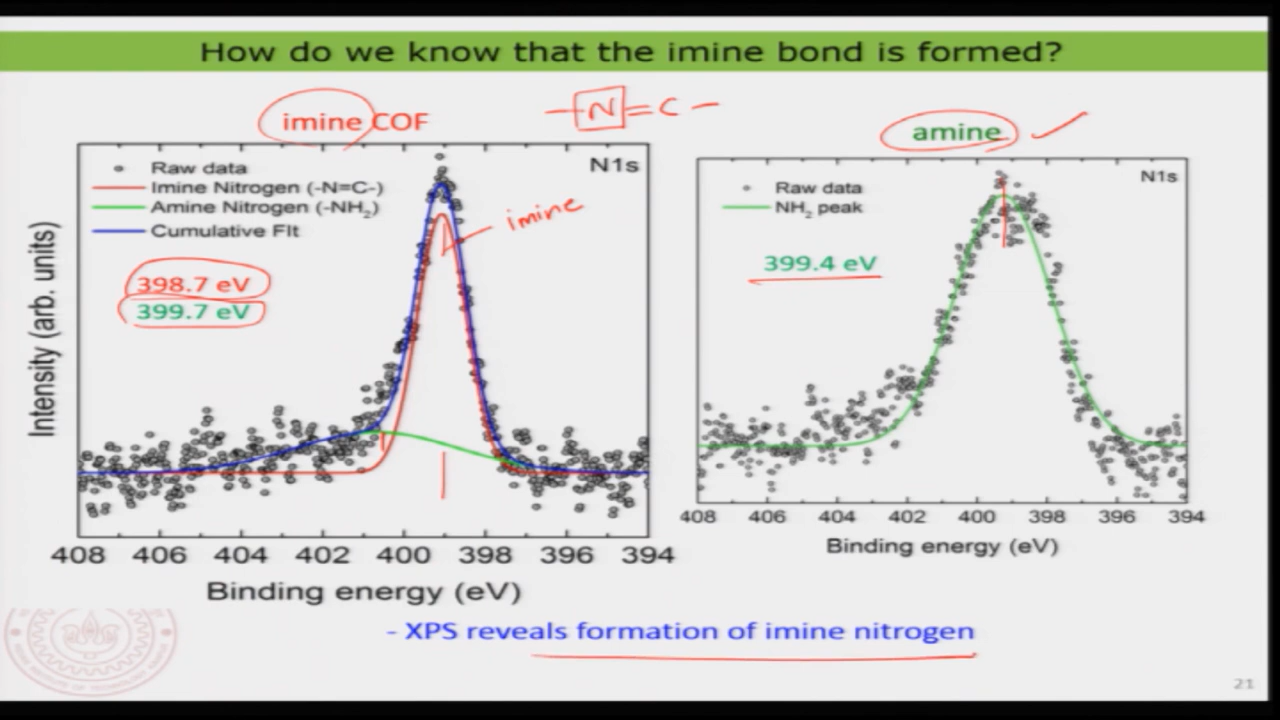 How do we know that the imine bond is formed?
imine COF
-N=C-
amine
Raw data
Imine Nitrogen (-N=C-)
Amine Nitrogen (-NH2)
Cumulative Fit
N1s
imine
398.7 eV
399.7 eV
Intensity (arb. units)
408 406 404 402 400 398 396 394
Binding energy (eV)
Raw data
NH2 peak
N1s
399.4 eV
408 406 404 402 400 398 396 394
Binding energy (eV)
- XPS reveals formation of imine nitrogen
21